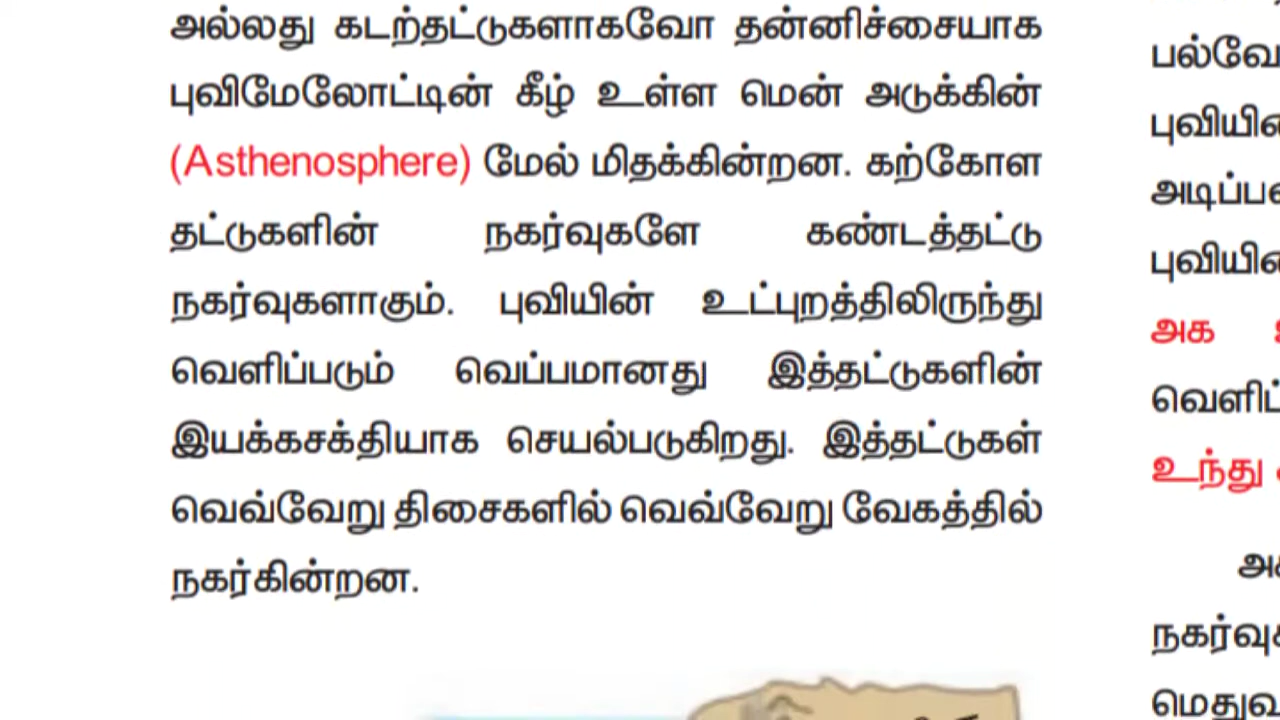 அல்லது கடற்தட்டுகளாகவோ தன்னிச்சையாக
புவிமேலோட்டின் கீழ் உள்ள மென் அடுக்கின்
(Asthenosphere) மேல் மிதக்கின்றன. கற்கோள
தட்டுகளின் நகர்வுகளே கண்டத்தட்டு
நகர்வுகளாகும். புவியின் உட்புறத்திலிருந்து
வெளிப்படும் வெப்பமானது இத்தட்டுகளின்
இயக்கசக்தியாக செயல்படுகிறது. இத்தட்டுகள்
வெவ்வேறு திசைகளில் வெவ்வேறு வேகத்தில்
நகர்கின்றன.
அக
உந்து